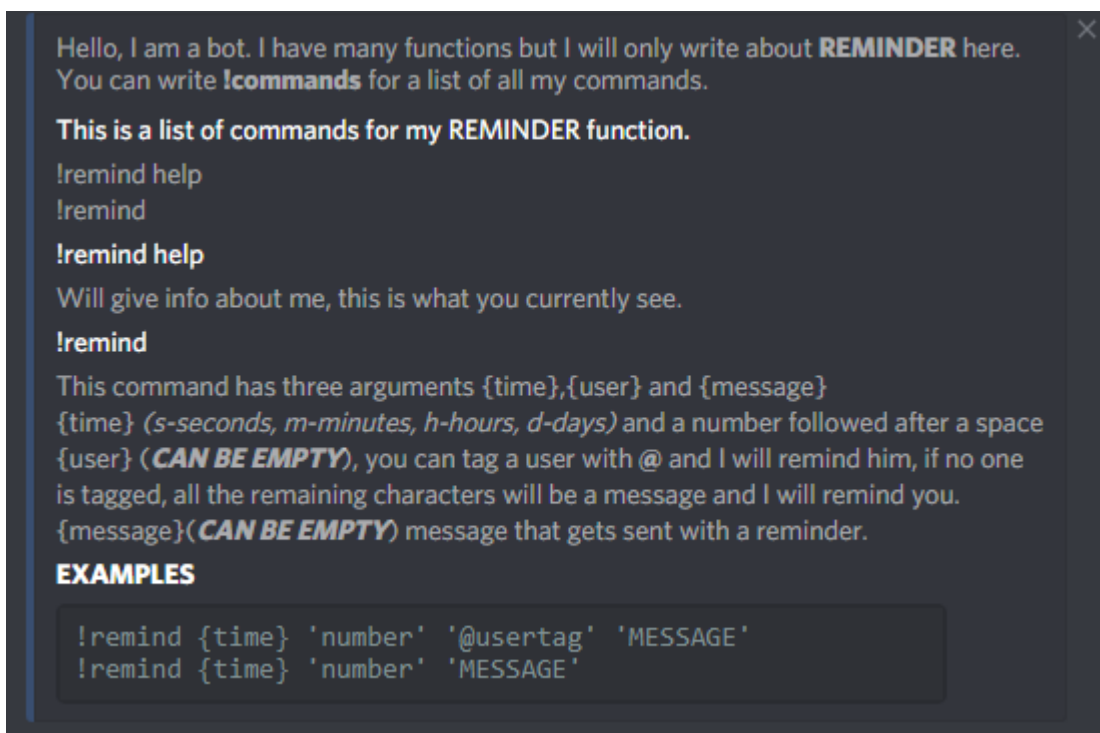 Hello, I am a bot. I have many functions but I will only write about REMINDER here.
You can write !commands for a list of all my commands.
This is a list of commands for my REMINDER function.
!remind help
!remind
!remind help
Will give info about me, this is what you currently see.
!remind
This command has three arguments {time},{user} and {message}
{time} (s-seconds, m-minutes, h-hours, d-days) and a number followed after a space
{user} (CAN BE EMPTY), you can tag a user with @ and I will remind him, if no one
is tagged, all the remaining characters will be a message and I will remind you.
{message}(CAN BE EMPTY) message that gets sent with a reminder.
EXAMPLES
!remind {time} 'number' '@usertag' 'MESSAGE'
!remind {time} 'number' 'MESSAGE'